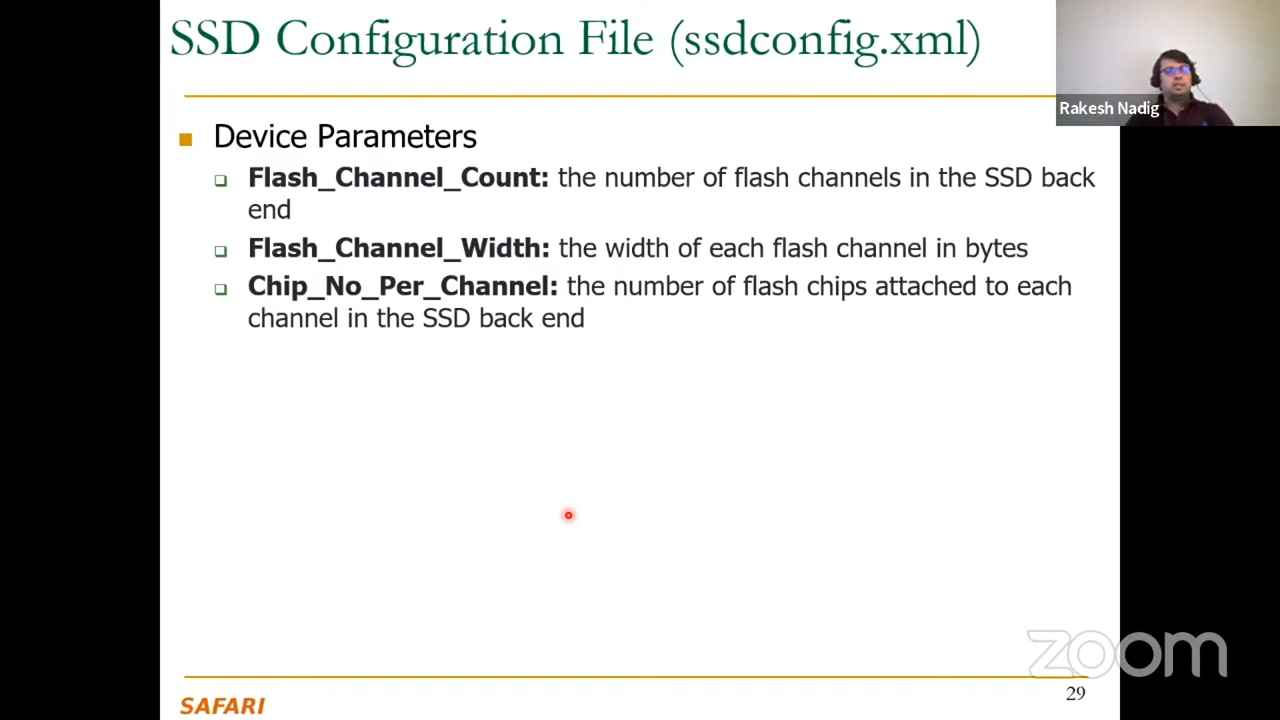 SSD Configuration File (ssdconfig.xml)
Rakesh Nadig
Device Parameters
Flash_Channel_Count: the number of flash channels in the SSD back
end
Flash_Channel_Width: the width of each flash channel in bytes
Chip_No_Per_Channel: the number of flash chips attached to each
channel in the SSD back end
zoom
SAFARI
29